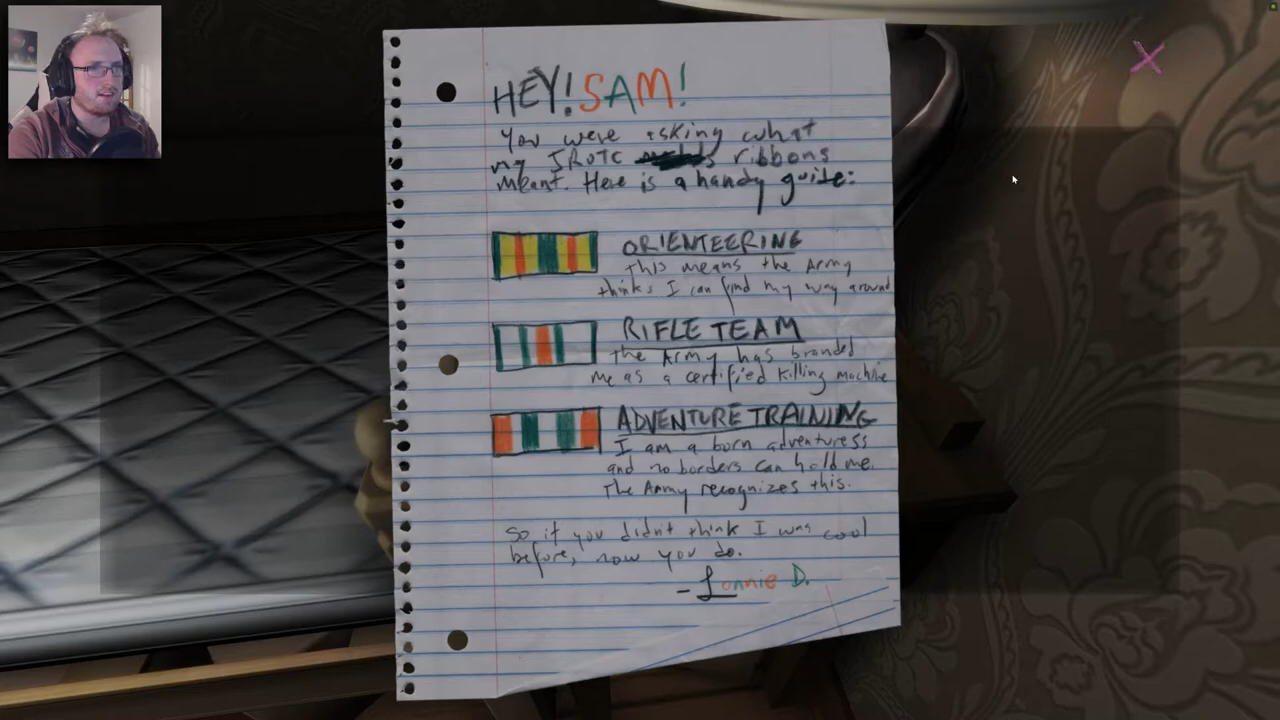 HEY! SAM!
You were asking what
my JROTC ribbons
meant. Here is a handy guide:
ORIENTEERING
This means the Army
thinks I can find my way around
RIFLE TEAM
The Army has branded
me as a certified killing machine
ADVENTURE TRAINING
I am a born adventuress
and no borders can hold me.
The Army recognizes this.
So if you didn't think I was cool
before, now you do.
- Lonnie D.